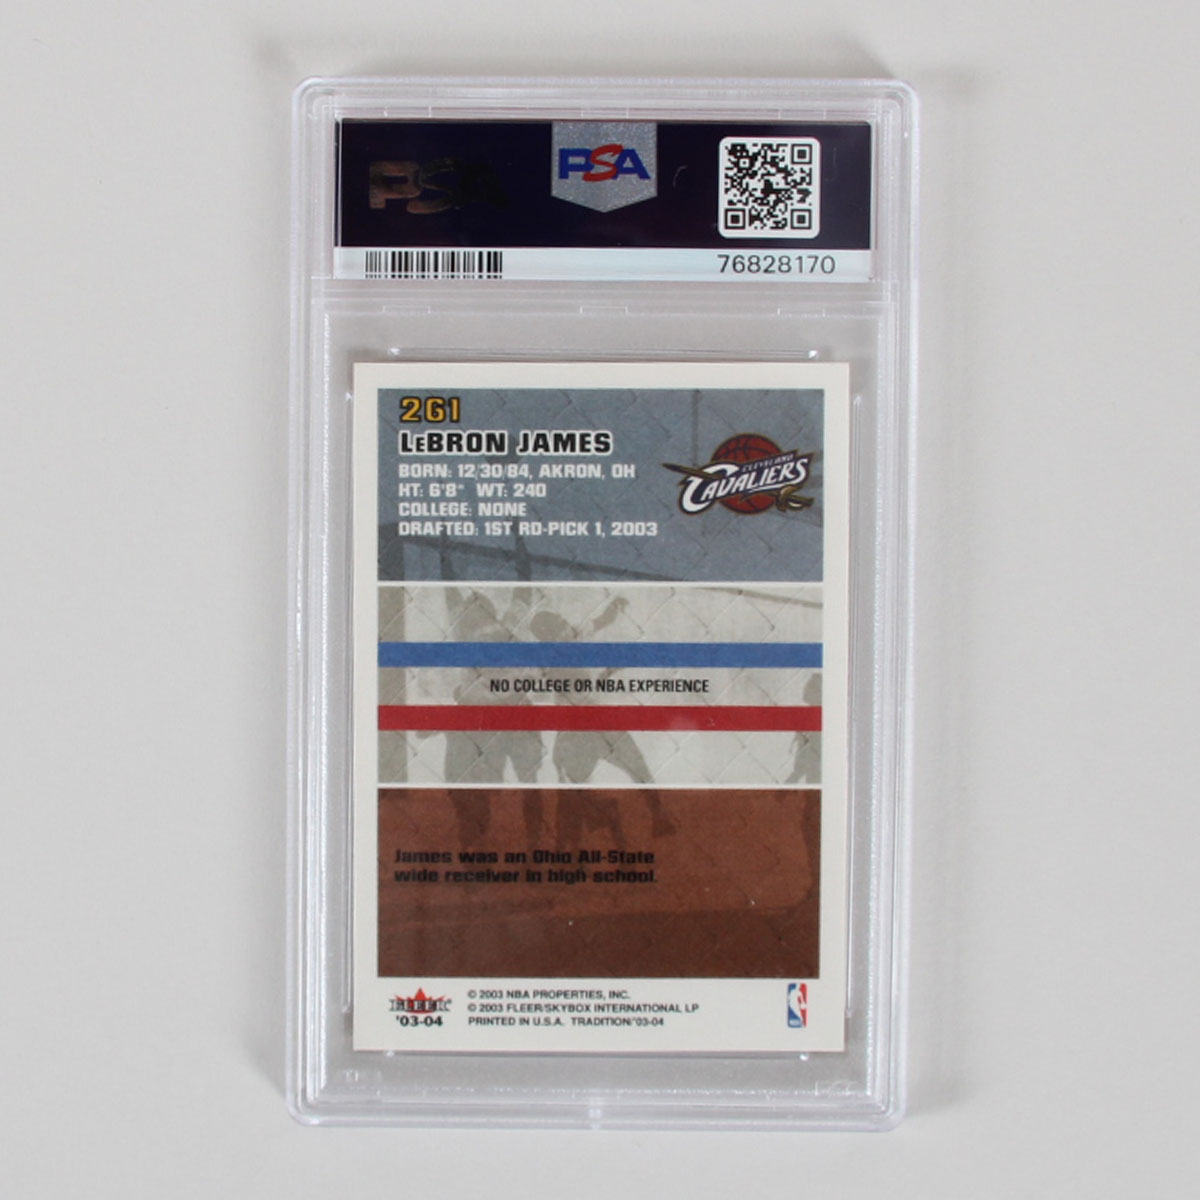 PSA
PSA
76828170
261
LeBRON JAMES
BORN: 12/30/84, AKRON, OH
HT: 6'8" WT: 240
COLLEGE: NONE
DRAFTED: 1ST RD-PICK 1, 2003
CLEVELAND
CAVALIERS
NO COLLEGE OR NBA EXPERIENCE
James was an Ohio All-State
wide receiver in high school.
FLEER
'03-04
© 2003 NBA PROPERTIES, INC.
© 2003 FLEER/SKYBOX INTERNATIONAL LP
PRINTED IN U.S.A. TRADITION/'03-04